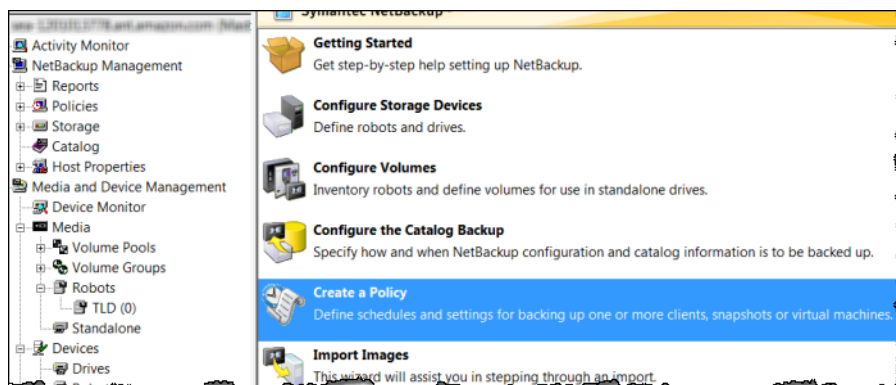 Symantec NetBackup
Activity Monitor
NetBackup Management
Reports
Policies
Storage
Catalog
Host Properties
Media and Device Management
Device Monitor
Media
Volume Pools
Volume Groups
Robots
TLD (0)
Standalone
Devices
Drives
Getting Started
Get step-by-step help setting up NetBackup.
Configure Storage Devices
Define robots and drives.
Configure Volumes
Inventory robots and define volumes for use in standalone drives.
Configure the Catalog Backup
Specify how and when NetBackup configuration and catalog information is to be backed up.
Create a Policy
Define schedules and settings for backing up one or more clients, snapshots or virtual machines.
Import Images
This wizard will assist you in stepping through an import.